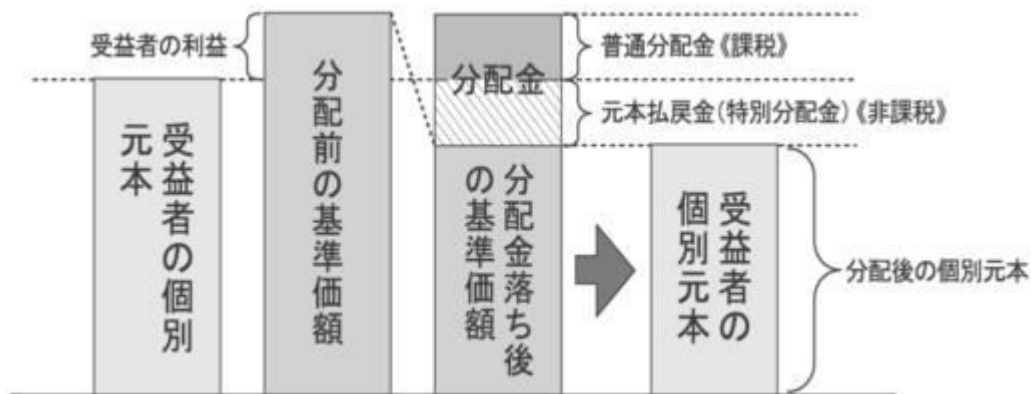 受益者の利益
受益者の個別
元本
分配前の基準価額
分配金
分配金落ち後
の基準価額
普通分配金《課税》
元本払戻金(特別分配金)《非課税》
受益者の
個別元本
分配後の個別元本